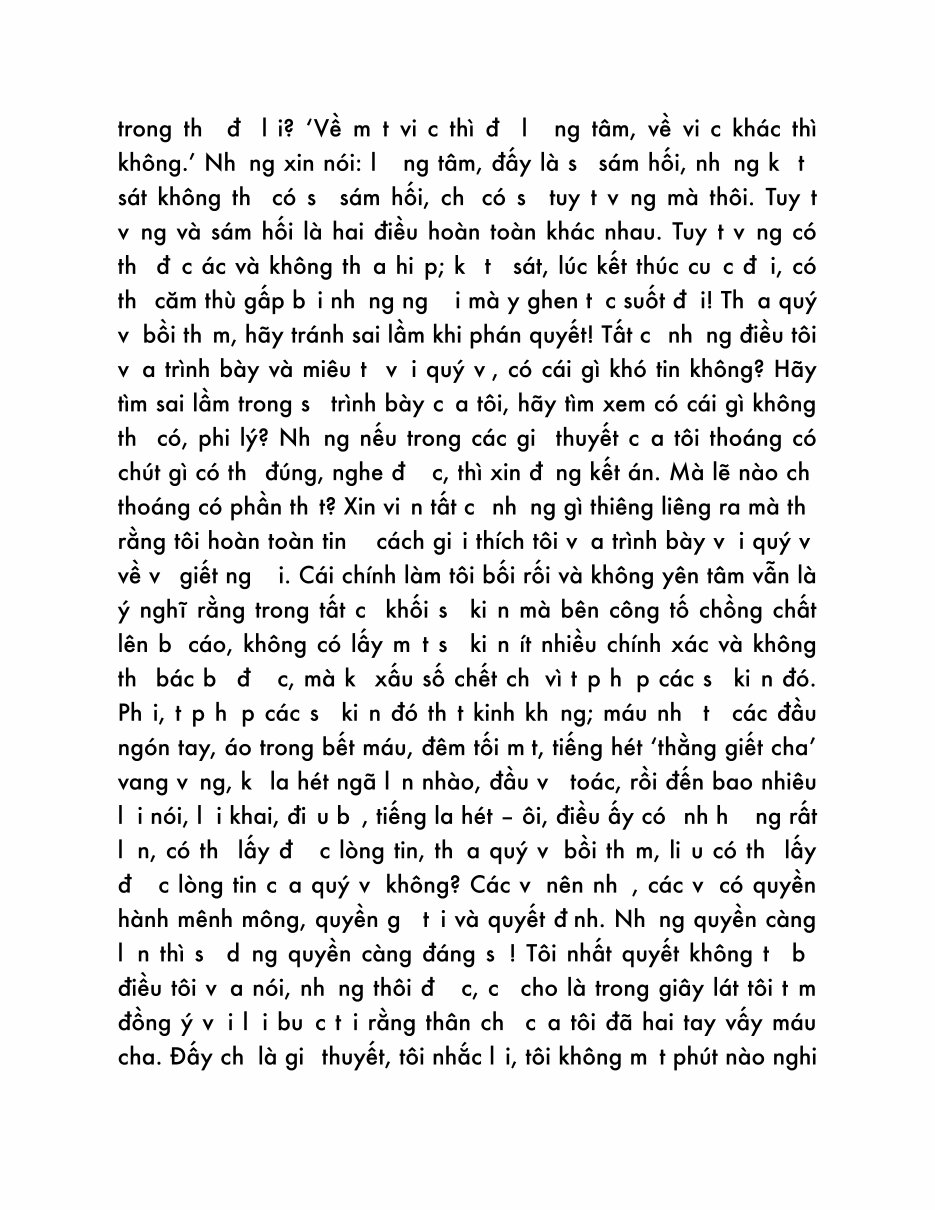 trong th đ l i? ‘Về m t vi c thì đ l ng tâm, về vi c khác thì
không.’ Nh ng xin nói: l ng tâm, đấy là s sám hối, nh ng k t
sát không th có s sám hối, ch có s tuy t v ng mà thôi. Tuy t
v ng và sám hối là hai điều hoàn toàn khác nhau. Tuy t v ng có
th đ c ác và không th a hi p; k t sát, lúc kết thúc cu c đ i, có
th căm thù gấp b i nh ng ng i mà y ghen t c suốt đ i! Th a quý
v bồi th m, hãy tránh sai lầm khi phán quyết! Tất c nh ng điều tôi
v a trình bày và miêu t v i quý v , có cái gì khó tin không? Hãy
tìm sai lầm trong s trình bày c a tôi, hãy tìm xem có cái gì không
th có, phi lý? Nh ng nếu trong các gi thuyết c a tôi thoáng có
chút gì có th đúng, nghe đ c, thì xin đ ng kết án. Mà lẽ nào ch
thoáng có phần th t? Xin vi n tất c nh ng gì thiêng liêng ra mà th
rằng tôi hoàn toàn tin cách gi i thích tôi v a trình bày v i quý v
về v giết ng i. Cái chính làm tôi bối rối và không yên tâm vẫn là
ý nghĩ rằng trong tất c khối s ki n mà bên công tố chồng chất
lên b cáo, không có lấy m t s ki n ít nhiều chính xác và không
th bác b đ c, mà k xấu số chết ch vì t p h p các s ki n đó.
Ph i, t p h p các s ki n đó th t kinh kh ng; máu nh t các đầu
ngón tay, áo trong bết máu, đêm tối m t, tiếng hét ‘thằng giết cha’
vang v ng, k la hét ngã l n nhào, đầu v toác, rồi đến bao nhiêu
l i nói, l i khai, đi u b , tiếng la hét – ôi, điều ấy có nh h ng rất
l n, có th lấy đ c lòng tin, th a quý v bồi th m, li u có th lấy
đ c lòng tin c a quý v không? Các v nên nh , các v có quyền
hành mênh mông, quyền g t i và quyết đ nh. Nh ng quyền càng
l n thì s d ng quyền càng đáng s ! Tôi nhất quyết không t b
điều tôi v a nói, nh ng thôi đ c, c cho là trong giây lát tôi t m
đồng ý v i l i bu c t i rằng thân ch c a tôi đã hai tay vấy máu
cha. Đấy ch là gi thuyết, tôi nhắc l i, tôi không m t phút nào nghi